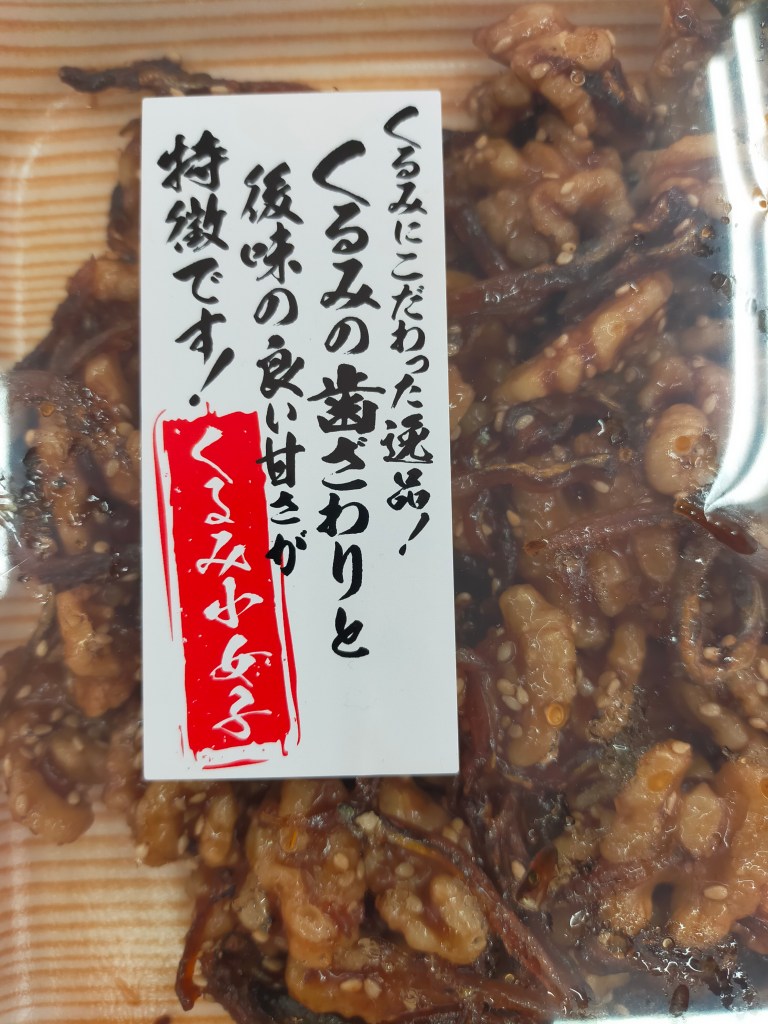 くるみにこだわった逸品！
くるみの歯ざわりと
後味の良い甘さが
特徴です！
くるみ小女子